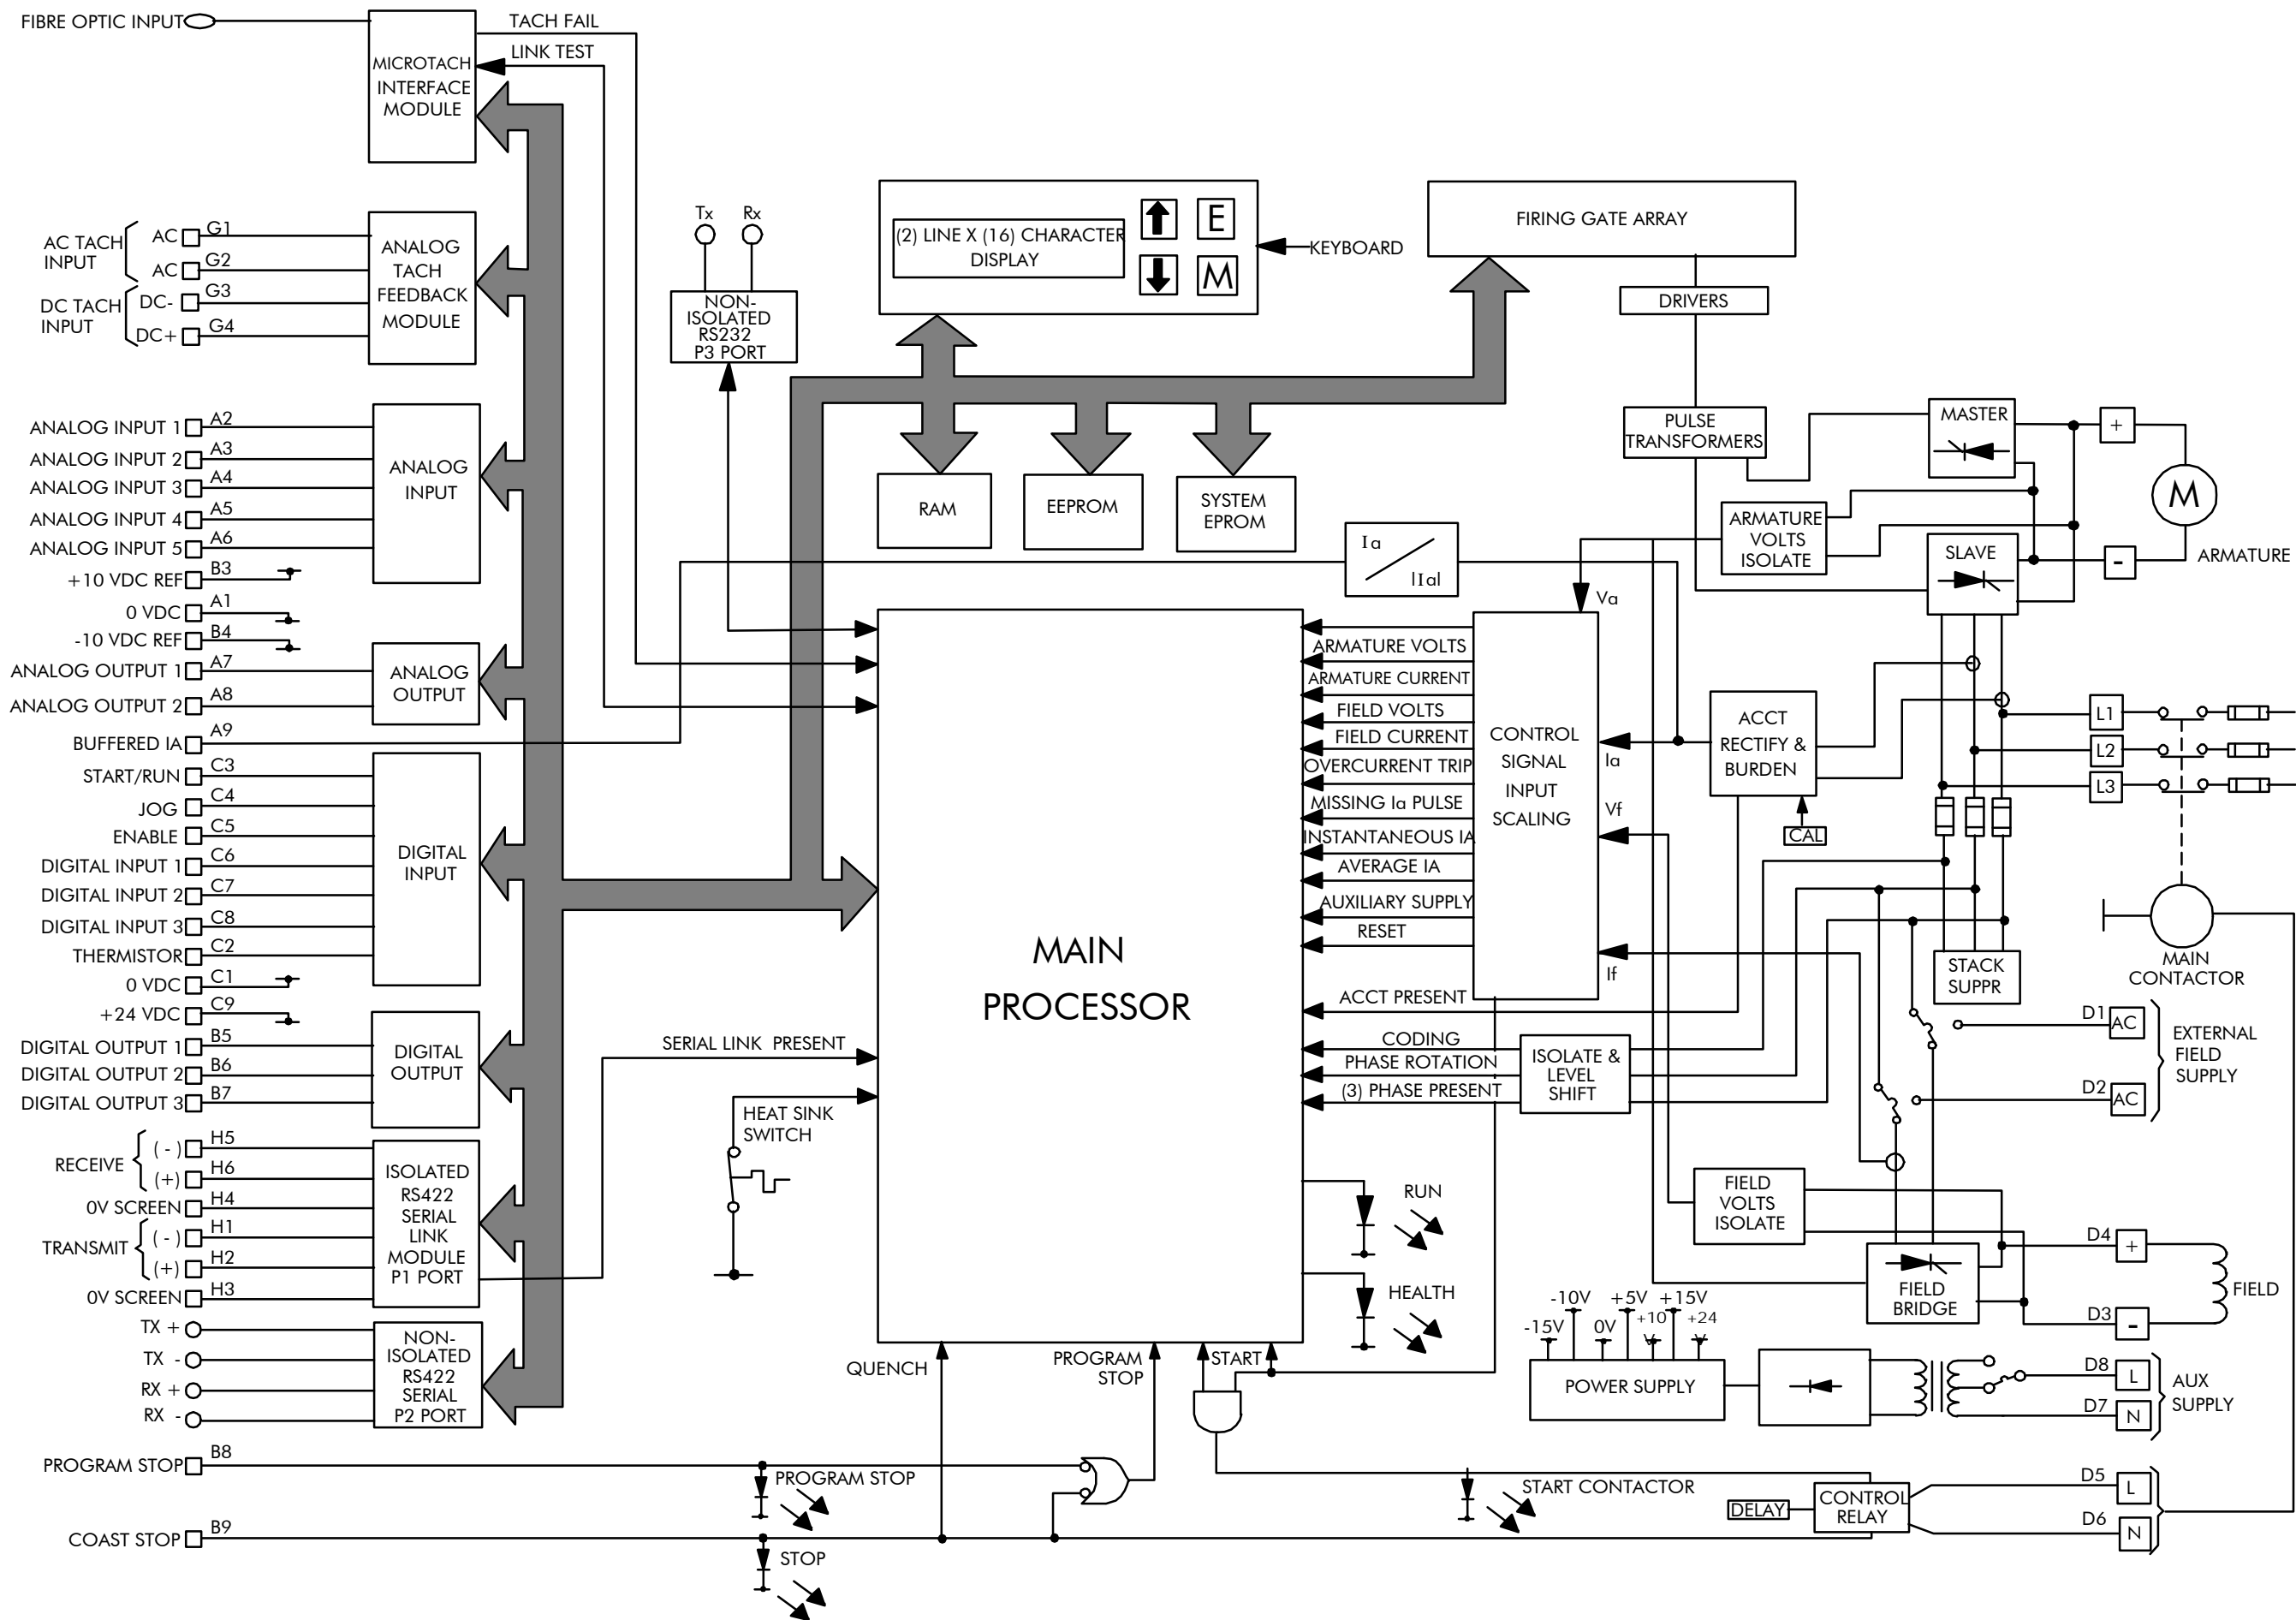 FIBRE OPTIC INPUT
TACH FAIL
LINK TEST
MICROTACH
INTERFACE
MODULE
AC TACH
INPUT
AC
G1
AC
G2
DC TACH
INPUT
DC-
G3
DC+
G4
ANALOG
TACH
FEEDBACK
MODULE
ANALOG INPUT 1
A2
ANALOG INPUT 2
A3
ANALOG INPUT 3
A4
ANALOG INPUT 4
A5
ANALOG INPUT 5
A6
ANALOG
INPUT
+10 VDC REF
B3
0 VDC
A1
-10 VDC REF
B4
ANALOG OUTPUT 1
A7
ANALOG OUTPUT 2
A8
ANALOG
OUTPUT
BUFFERED IA
A9
START/RUN
C3
JOG
C4
ENABLE
C5
DIGITAL INPUT 1
C6
DIGITAL INPUT 2
C7
DIGITAL INPUT 3
C8
THERMISTOR
C2
DIGITAL
INPUT
0 VDC
C1
+24 VDC
C9
DIGITAL OUTPUT 1
B5
DIGITAL OUTPUT 2
B6
DIGITAL OUTPUT 3
B7
DIGITAL
OUTPUT
RECEIVE
(-)
H5
(+)
H6
0V SCREEN
H4
TRANSMIT
(-)
H1
(+)
H2
0V SCREEN
H3
ISOLATED
RS422
SERIAL
LINK
MODULE
P1 PORT
TX +
TX -
RX +
RX -
NON-
ISOLATED
RS422
SERIAL
P2 PORT
PROGRAM STOP
B8
COAST STOP
B9
PROGRAM STOP
STOP
Tx
Rx
NON-
ISOLATED
RS232
P3 PORT
(2) LINE X (16) CHARACTER
DISPLAY
E
M
KEYBOARD
RAM
EEPROM
SYSTEM
EPROM
FIRING GATE ARRAY
DRIVERS
PULSE
TRANSFORMERS
MASTER
SLAVE
ARMATURE
VOLTS
ISOLATE
+
M
-
ARMATURE
Ia
|Ia|
MAIN
PROCESSOR
SERIAL LINK PRESENT
HEAT SINK
SWITCH
ARMATURE VOLTS
ARMATURE CURRENT
FIELD VOLTS
FIELD CURRENT
OVERCURRENT TRIP
MISSING Ia PULSE
INSTANTANEOUS IA
AVERAGE IA
AUXILIARY SUPPLY
RESET
ACCT PRESENT
CODING
PHASE ROTATION
(3) PHASE PRESENT
CONTROL
SIGNAL
INPUT
SCALING
Va
Ia
Vf
If
ACCT
RECTIFY &
BURDEN
CAL
L1
L2
L3
MAIN
CONTACTOR
STACK
SUPPR
ISOLATE &
LEVEL
SHIFT
D1
AC
D2
AC
EXTERNAL
FIELD
SUPPLY
FIELD
VOLTS
ISOLATE
FIELD
BRIDGE
D4
+
D3
-
FIELD
RUN
HEALTH
QUENCH
PROGRAM
STOP
START
-10V
+5V
+15V
-15V
0V
+10
V
+24
V
POWER SUPPLY
D8
L
D7
N
AUX
SUPPLY
START CONTACTOR
DELAY
CONTROL
RELAY
D5
L
D6
N